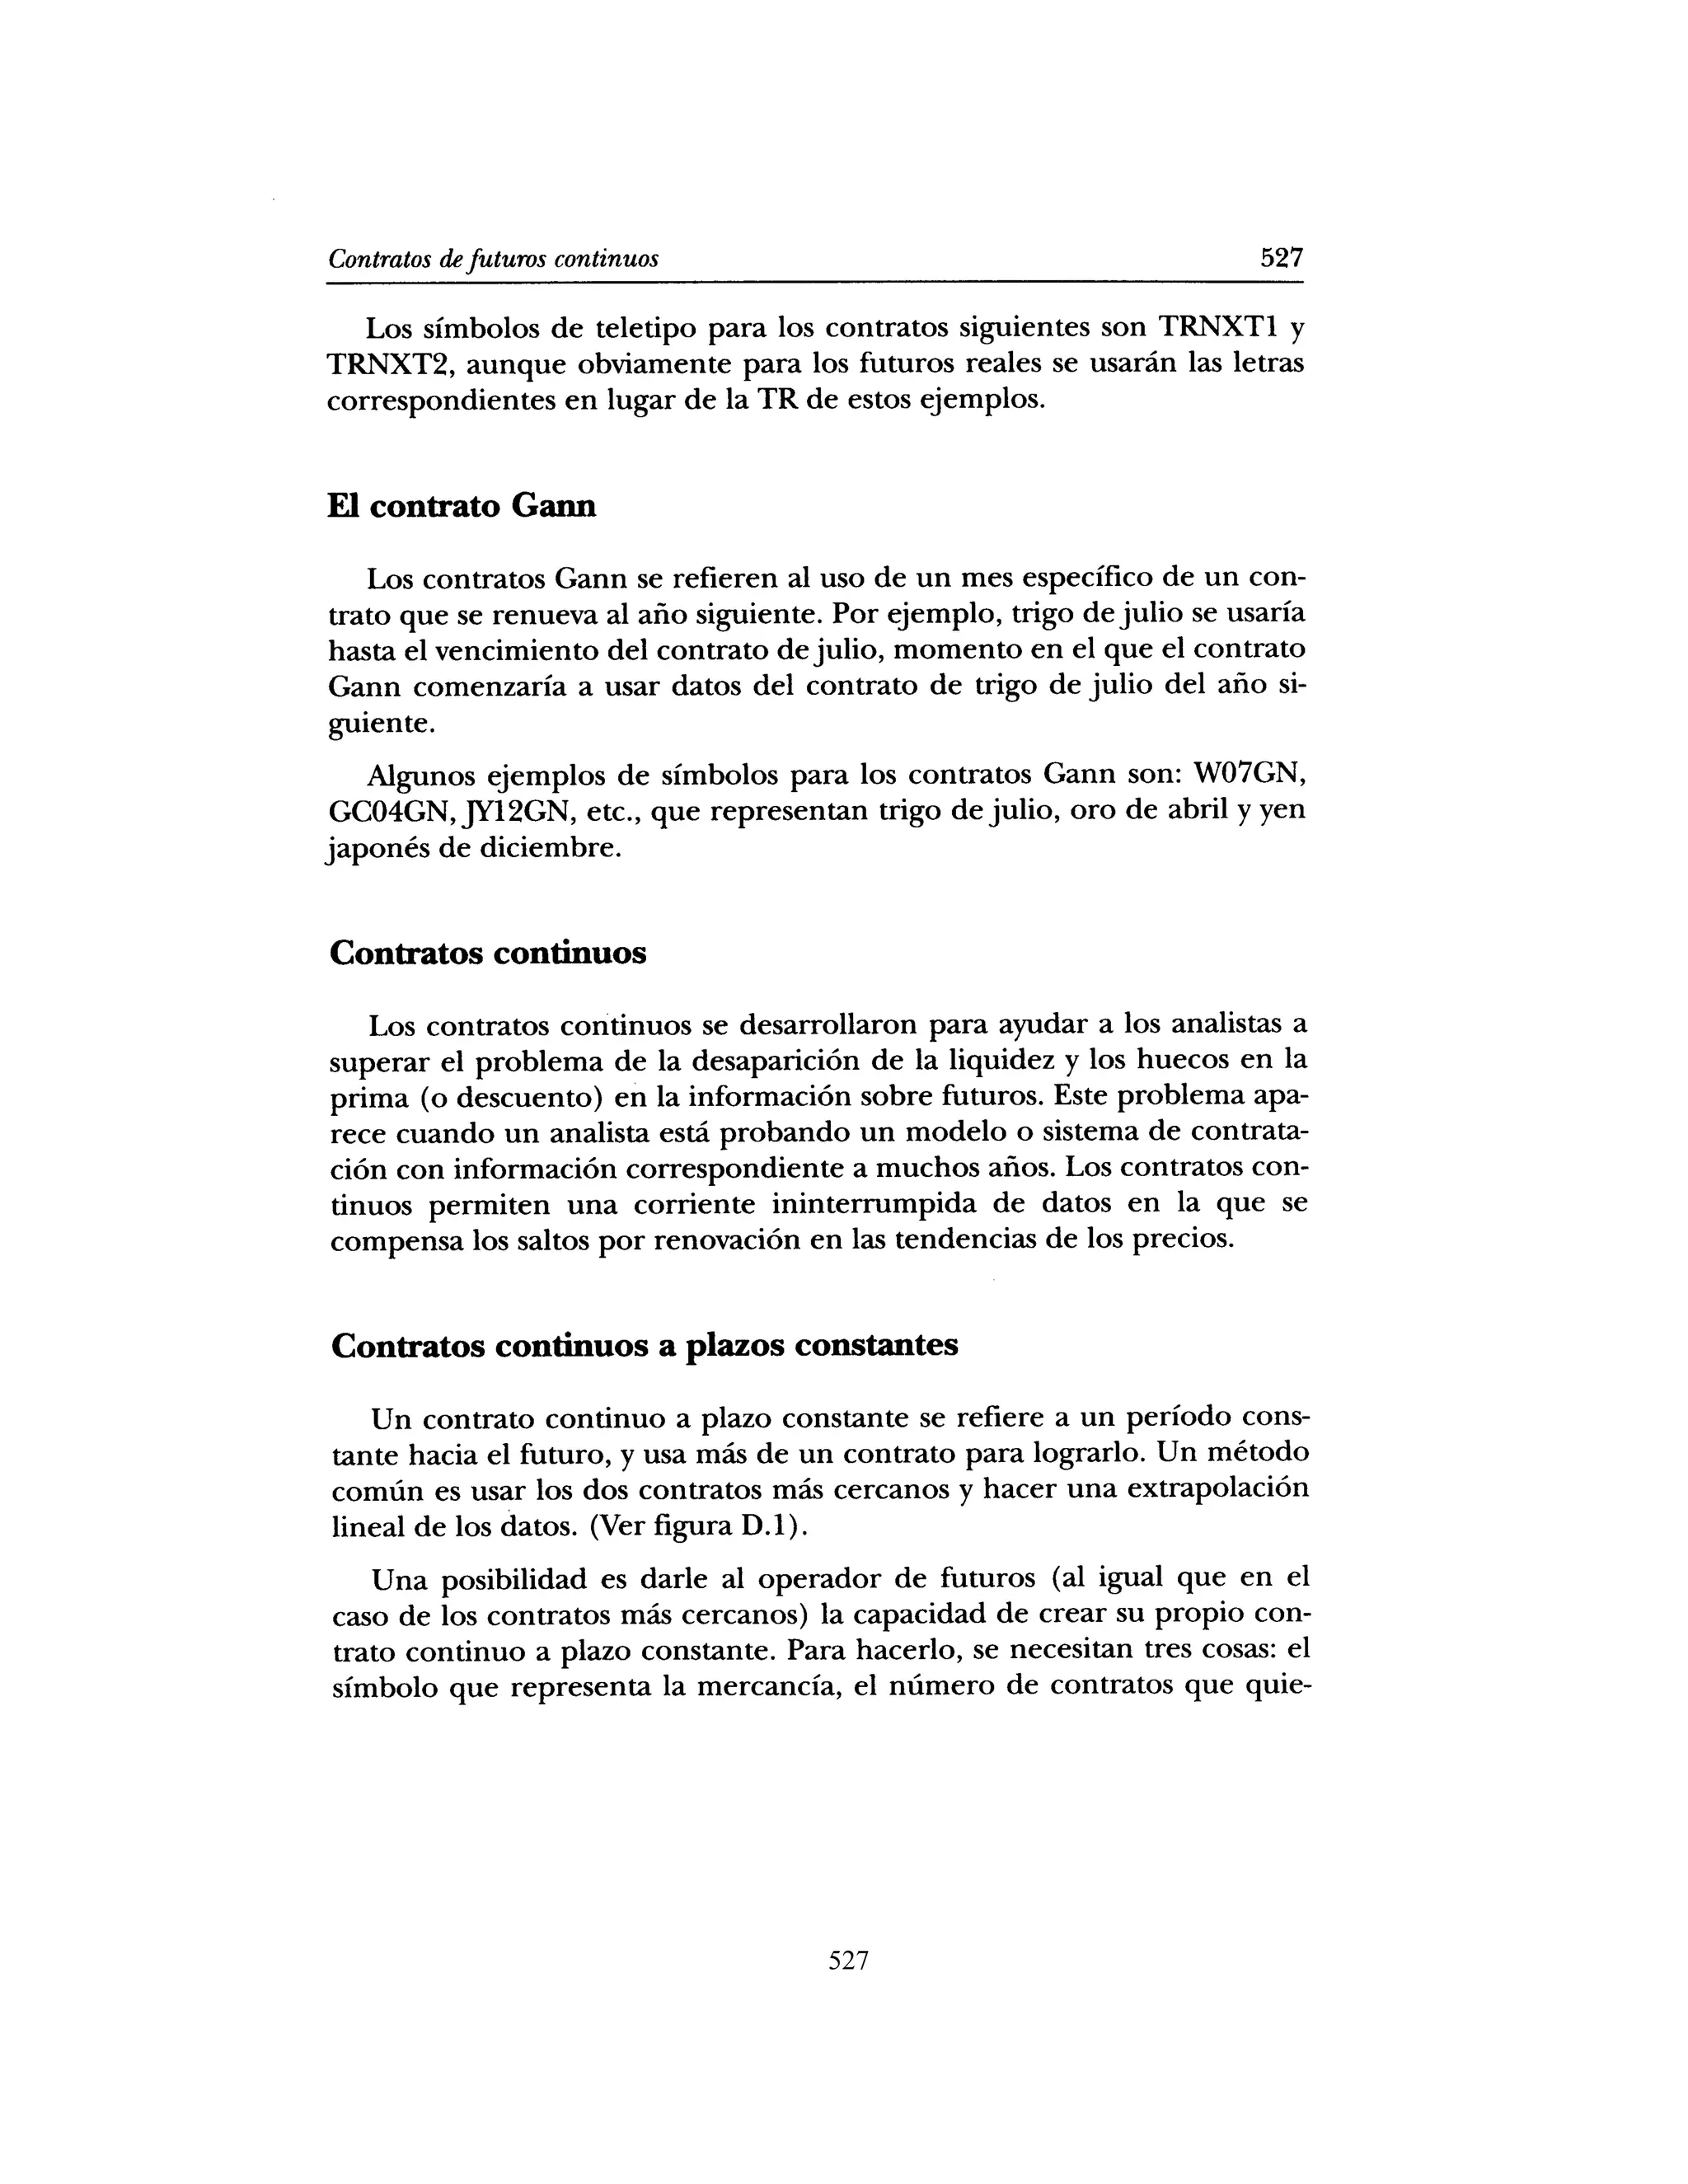 Contratos de futuros continuos 527
Los símbolos de teletipo para los contratos siguientes son TRNXT1 y
TRNXT2, aunque obviamente para los futuros reales se usarán las letras
correspondientes en lugar de la TR de estos ejemplos.
El contrato Gann
Los contratos Gann se refieren al uso de un mes específico de un con-
trato que se renueva al año siguiente. Por ejemplo, trigo de julio se usaría
hasta el vencimiento del contrato de julio, momento en el que el contrato
Gann comenzaría a usar datos del contrato de trigo de julio del año si-
guiente.
Algunos ejemplos de símbolos para los contratos Gann son: W07GN,
GC04GN, JY12GN, etc., que representan trigo de julio, oro de abril y yen
japonés de diciembre.
Contratos continuos
Los contratos continuos se desarrollaron para ayudar a los analistas a
superar el problema de la desaparición de la liquidez y los huecos en la
prima (o descuento) en la información sobre futuros. Este problema apa-
rece cuando un analista está probando un modelo o sistema de contrata-
ción con información correspondiente a muchos años. Los contratos con-
tinuos permiten una corriente ininterrumpida de datos en la que se
compensa los saltos por renovación en las tendencias de los precios.
Contratos continuos a plazos constantes
Un contrato continuo a plazo constante se refiere a un período cons-
tante hacia el futuro, y usa más de un contrato para lograrlo. Un método
común es usar los dos contratos más cercanos y hacer una extrapolación
lineal de los datos. (Ver figura D.1).
Una posibilidad es darle al operador de futuros (al igual que en el
caso de los contratos más cercanos) la capacidad de crear su propio con-
trato continuo a plazo constante. Para hacerlo, se necesitan tres cosas: el
símbolo que representa la mercancía, el número de contratos que quie-
527